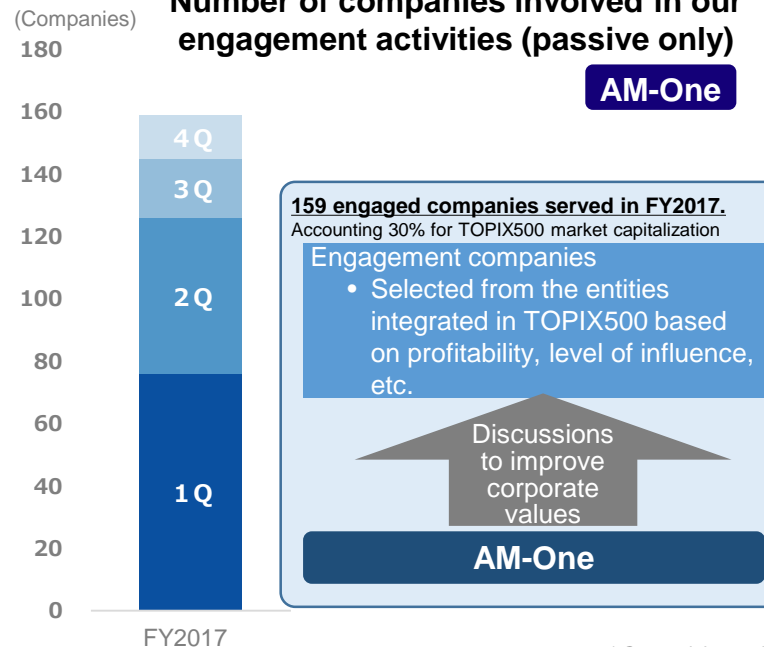 Number of companies involved in our
engagement activities (passive only)
(Companies)
AM-One
180
160
140
120
100
80
60
40
20
0
4Q
3Q
2Q
1Q
FY2017
159 engaged companies served in FY2017.
Accounting 30% for TOPIX500 market capitalization
Engagement companies
• Selected from the entities
integrated in TOPIX500 based
on profitability, level of influence,
etc.
Discussions
to improve
corporate
values
AM-One